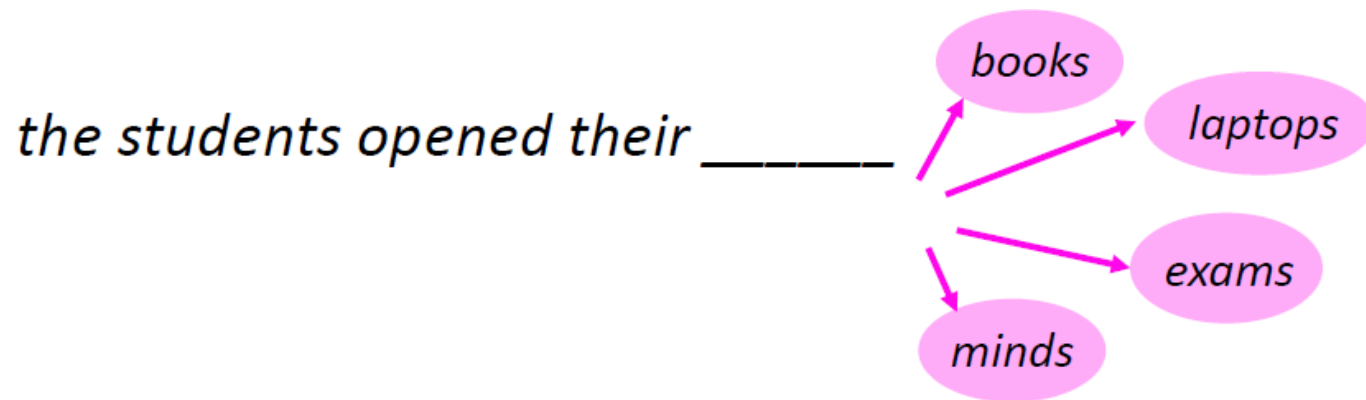 books
the students opened their ______
laptops
exams
minds